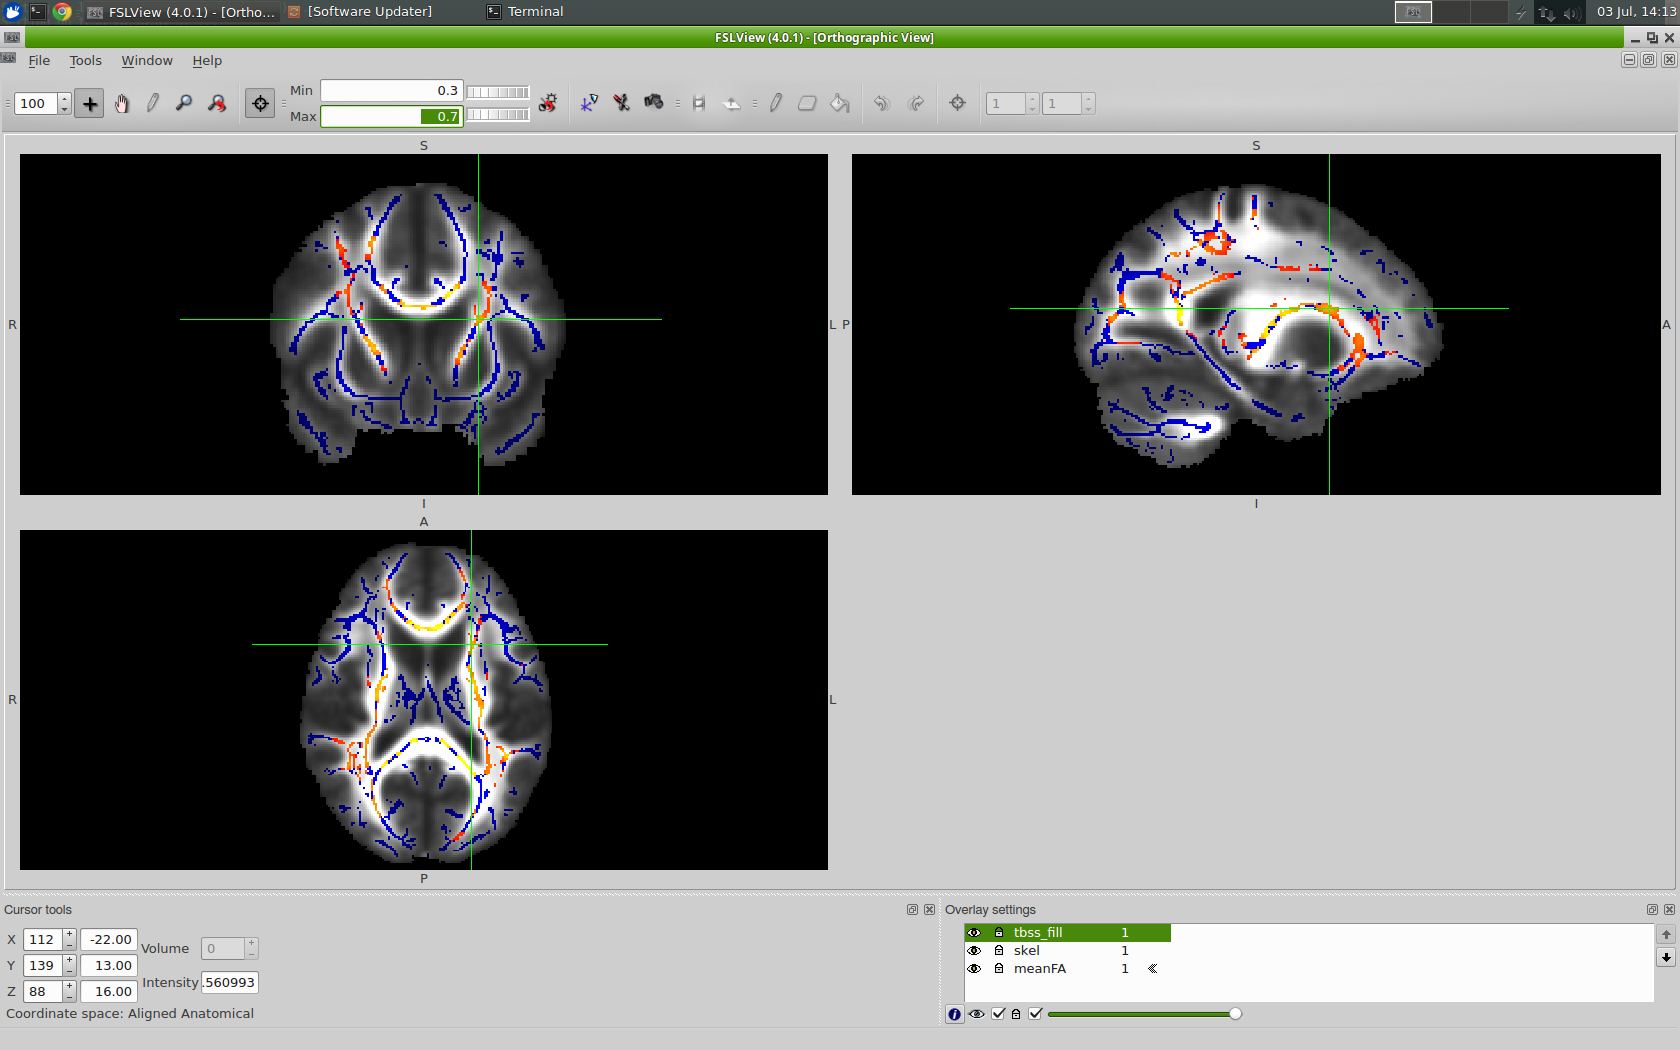 FSLView (4.0.1) - [Ortho...
[Software Updater]
Terminal
03 Jul, 14:13
FSLView (4.0.1) - [Orthographic View]
File Tools Window Help
100
Min 0.3
Max 0.7
1 1
S
S
R
L
P
A
I
I
A
R
L
P
Cursor tools
X 112 -22.00
Y 139 13.00
Z 88 16.00
Volume 0
Intensity .560993
Coordinate space: Aligned Anatomical
Overlay settings
tbss_fill 1
skel 1
meanFA 1